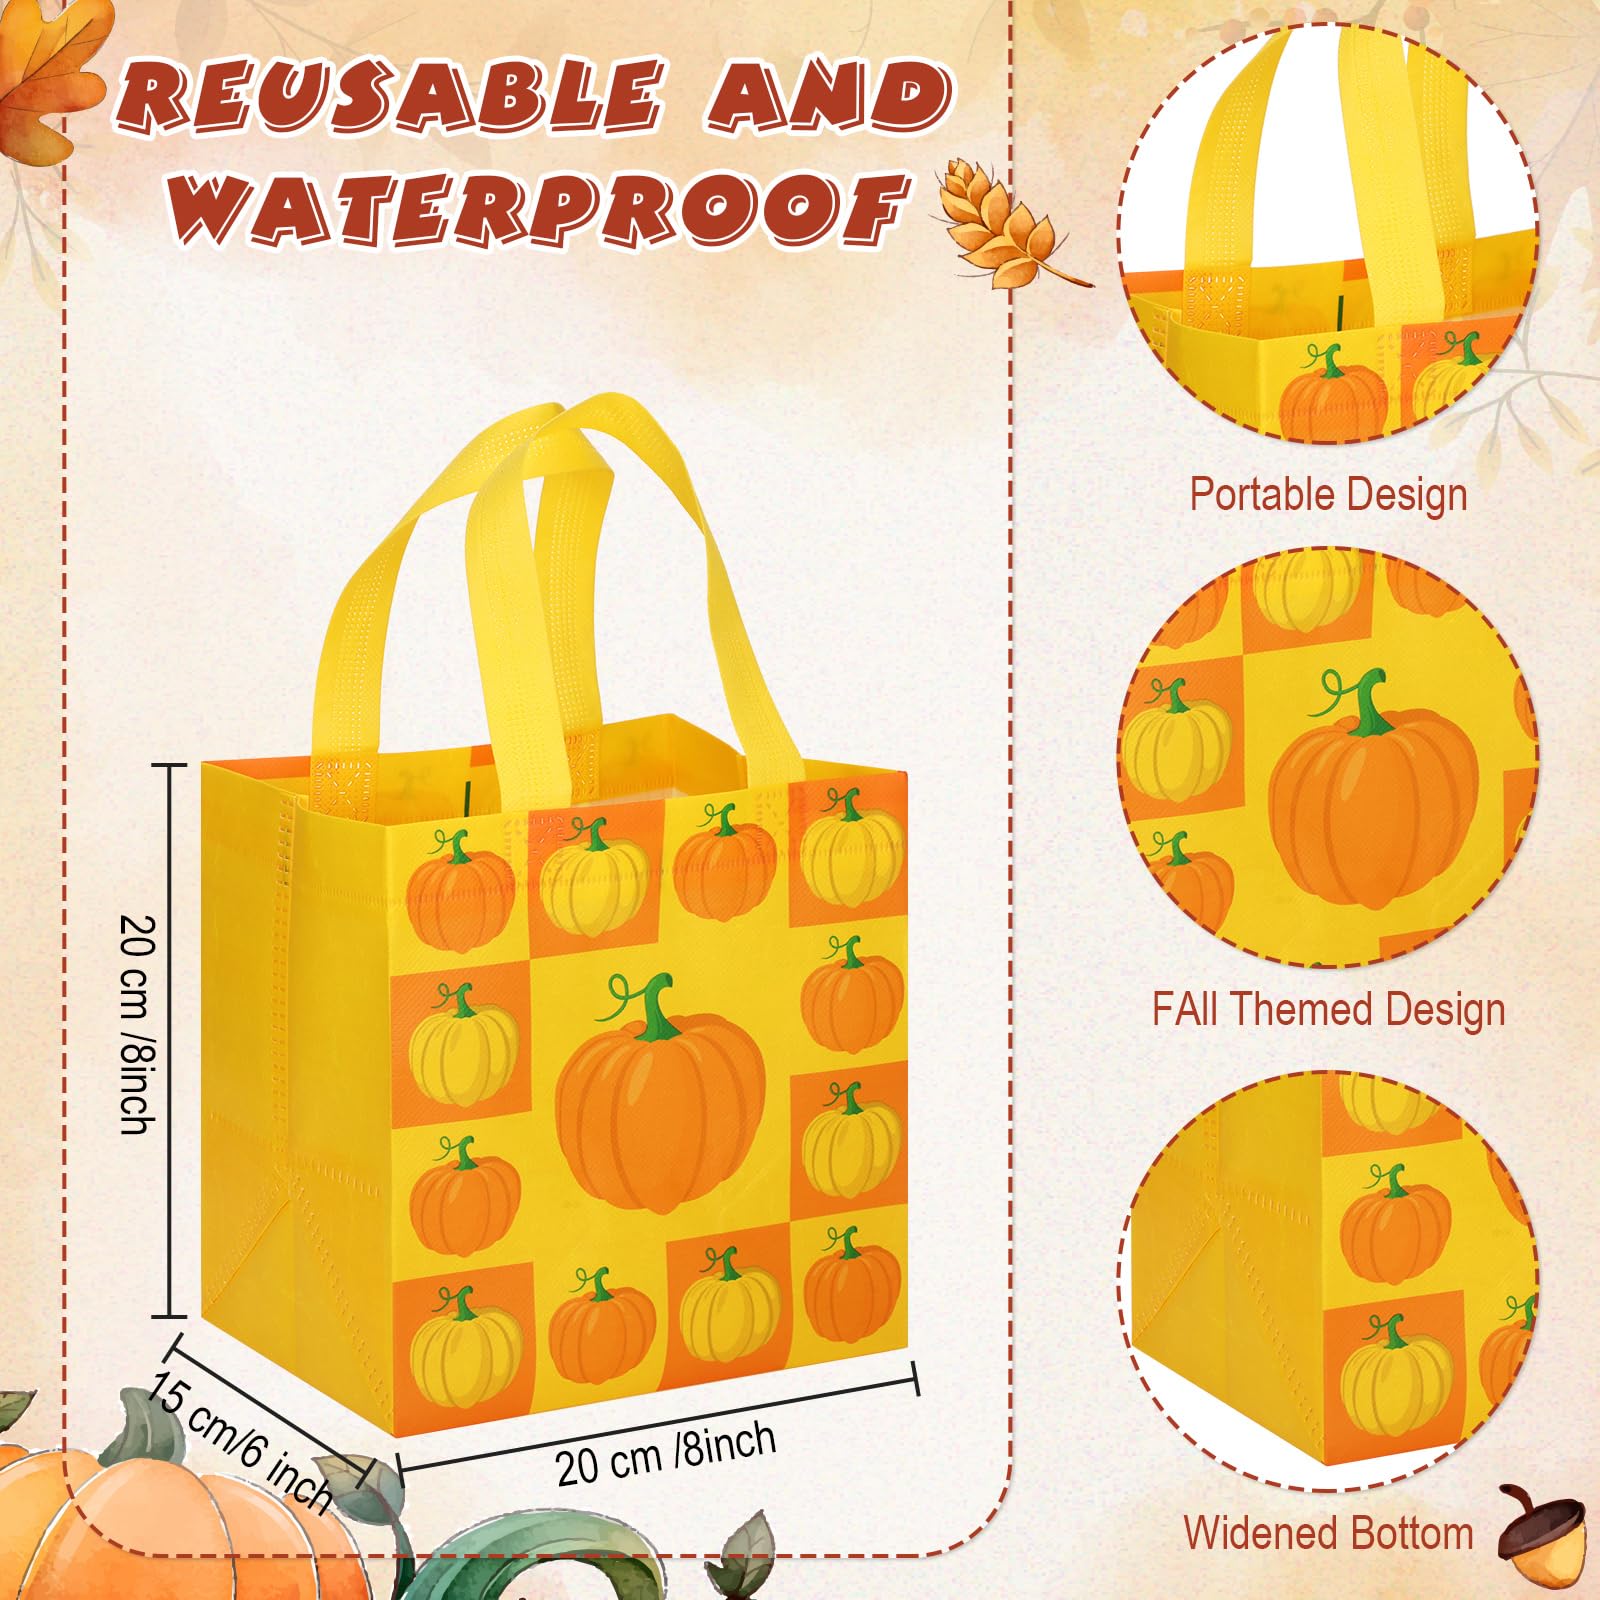 REUSABLE AND
WATERPROOF
Portable Design
FAll Themed Design
20 cm /8inch
15 cm/6 inch
20 cm /8inch
Widened Bottom